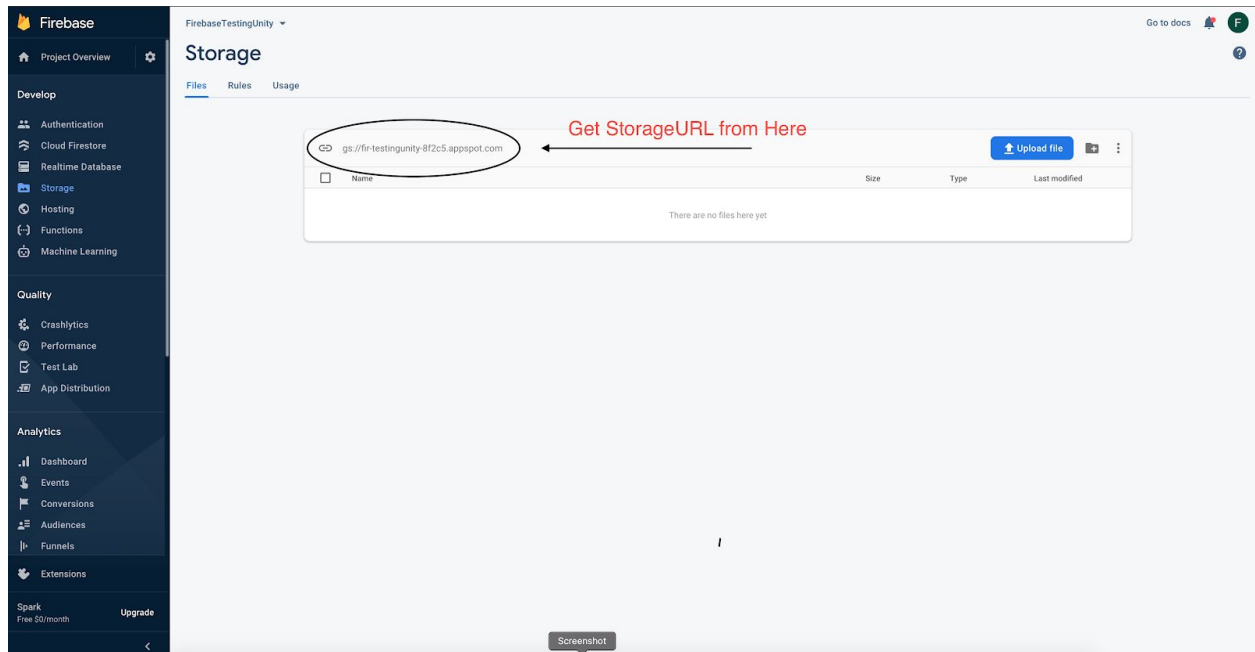 Firebase
Project Overview
Develop
Authentication
Cloud Firestore
Realtime Database
Storage
Hosting
Functions
Machine Learning
Quality
Crashlytics
Performance
Test Lab
App Distribution
Analytics
Dashboard
Events
Conversions
Audiences
Funnels
Extensions
Spark
Free $0/month
Upgrade
FirebaseTestingUnity
Go to docs
F
Storage
?
Files Rules Usage
Get StorageURL from Here
gs://fir-testingunity-8f2c5.appspot.com
Upload file
Name Size Type Last modified
There are no files here yet
Screenshot